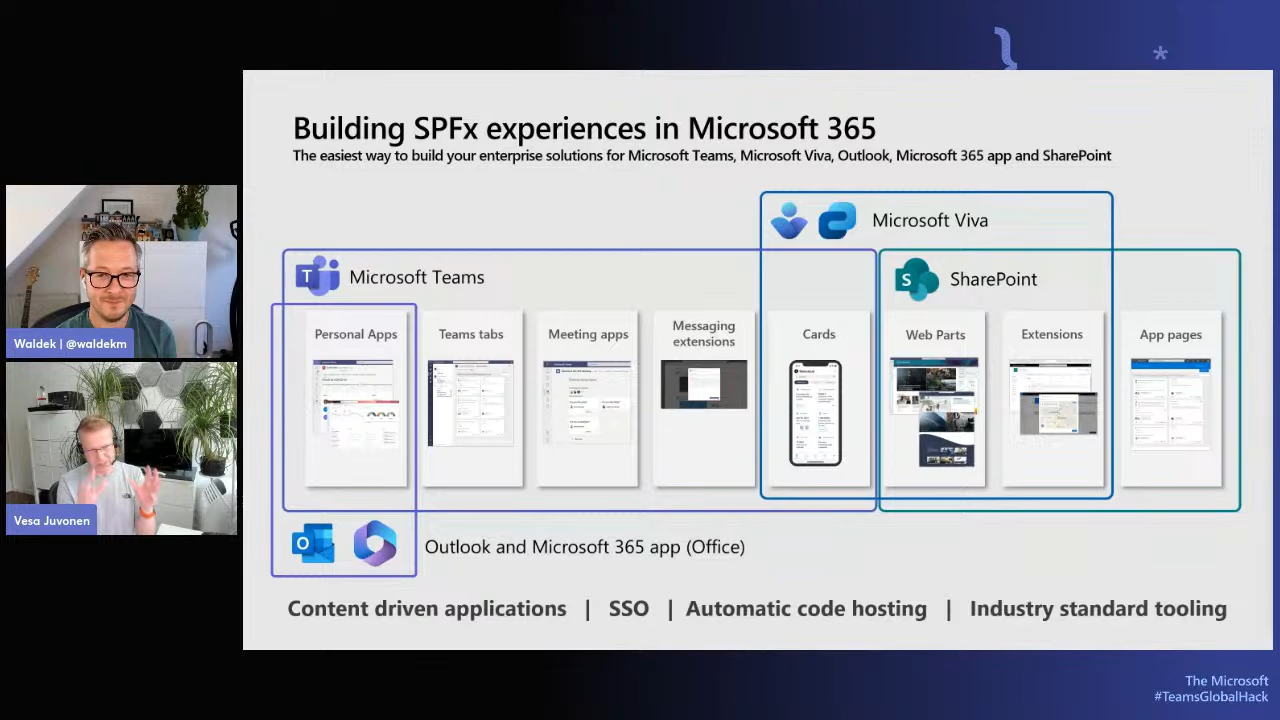 }
*
Building SPFx experiences in Microsoft 365
The easiest way to build your enterprise solutions for Microsoft Teams, Microsoft Viva, Outlook, Microsoft 365 app and SharePoint
Microsoft Viva
T
Microsoft Teams
S
SharePoint
Personal Apps
Teams tabs
Meeting apps
Messaging
extensions
Cards
Web Parts
Extensions
App pages
Waldek | @waldekm
Vesa Juvonen
O
Outlook and Microsoft 365 app (Office)
Content driven applications | SSO | Automatic code hosting | Industry standard tooling
The Microsoft
#TeamsGlobalHack